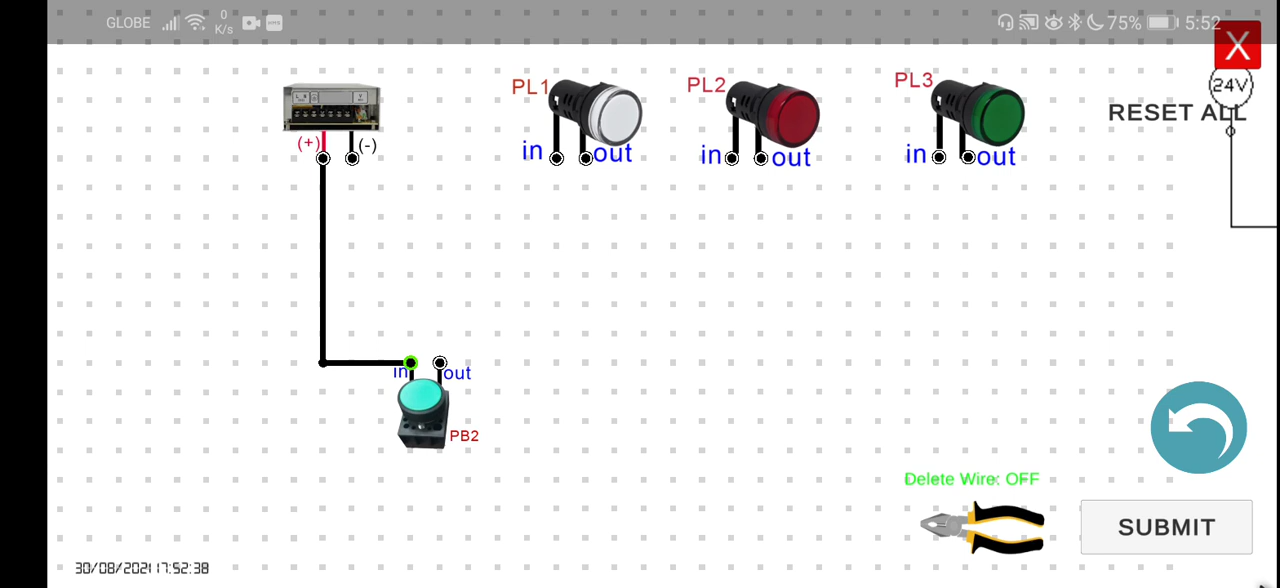 GLOBE 0 K/s HMS 75% 5:52
X
24V
RESET ALL
PL1
PL2
PL3
(+) (-)
in out
in out
in out
in out
PB2
Delete Wire: OFF
SUBMIT
30/08/2021 17:52:38